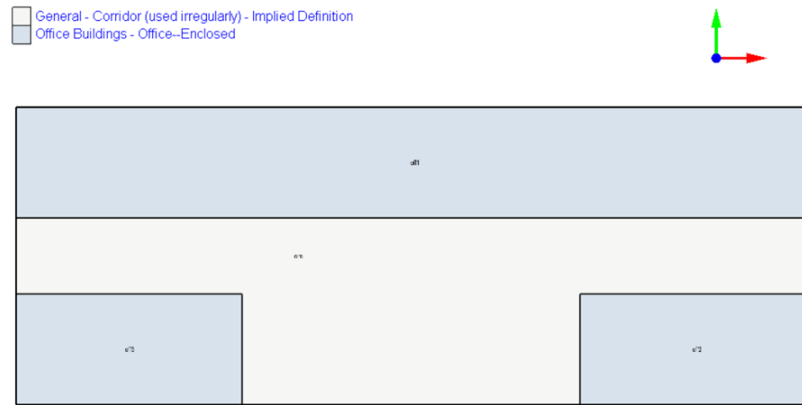 General - Corridor (used irregularly) - Implied Definition
Office Buildings - Office--Enclosed